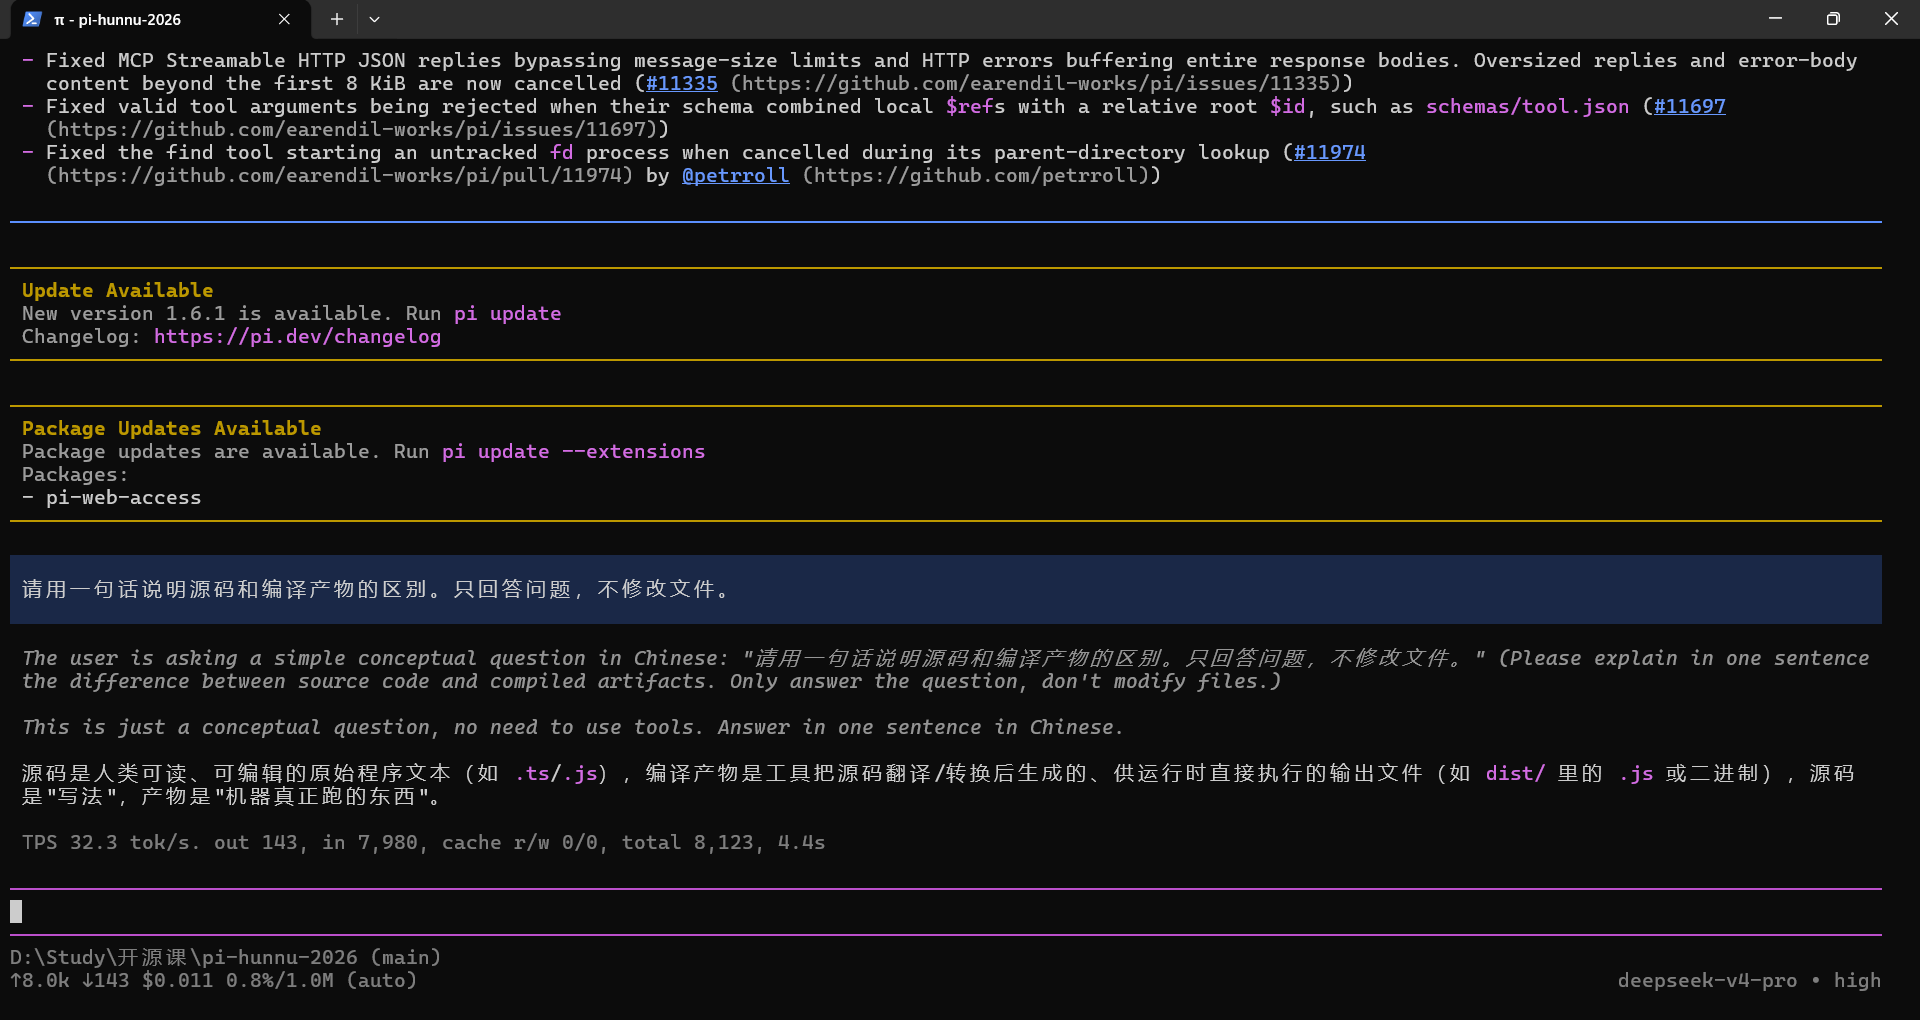 π - pi-hunnu-2026
- Fixed MCP Streamable HTTP JSON replies bypassing message-size limits and HTTP errors buffering entire response bodies. Oversized replies and error-body
content beyond the first 8 KiB are now cancelled (#11335 (https://github.com/earendil-works/pi/issues/11335))
- Fixed valid tool arguments being rejected when their schema combined local $refs with a relative root $id, such as schemas/tool.json (#11697
(https://github.com/earendil-works/pi/issues/11697))
- Fixed the find tool starting an untracked fd process when cancelled during its parent-directory lookup (#11974
(https://github.com/earendil-works/pi/pull/11974) by @petrroll (https://github.com/petrroll))
Update Available
New version 1.6.1 is available. Run pi update
Changelog: https://pi.dev/changelog
Package Updates Available
Package updates are available. Run pi update --extensions
Packages:
- pi-web-access
请用一句话说明源码和编译产物的区别。只回答问题，不修改文件。
The user is asking a simple conceptual question in Chinese: "请用一句话说明源码和编译产物的区别。只回答问题，不修改文件。" (Please explain in one sentence
the difference between source code and compiled artifacts. Only answer the question, don't modify files.)
This is just a conceptual question, no need to use tools. Answer in one sentence in Chinese.
源码是人类可读、可编辑的原始程序文本（如 .ts/.js），编译产物是工具把源码翻译/转换后生成的、供运行时直接执行的输出文件（如 dist/ 里的 .js 或二进制），源码
是"写法"，产物是"机器真正跑的东西"。
TPS 32.3 tok/s. out 143, in 7,980, cache r/w 0/0, total 8,123, 4.4s
D:\Study\开源课\pi-hunnu-2026 (main)
↑8.0k ↓143 $0.011 0.8%/1.0M (auto) deepseek-v4-pro • high